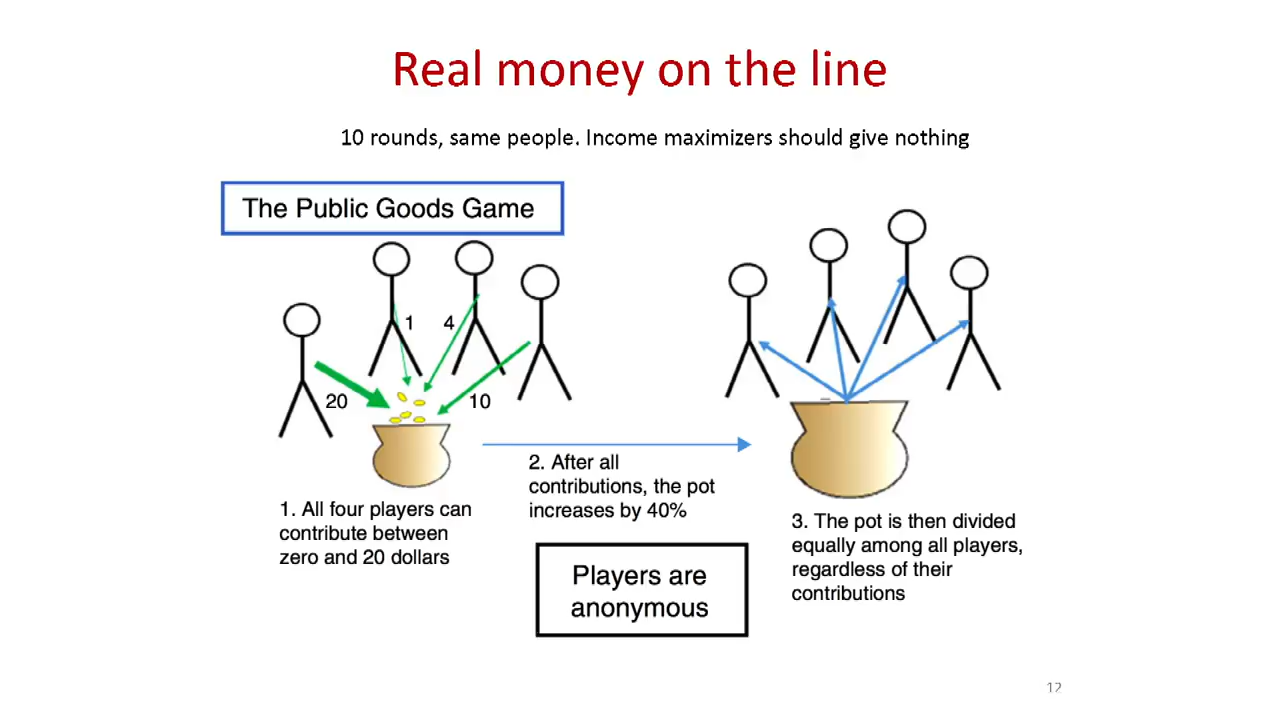 Real money on the line
10 rounds, same people. Income maximizers should give nothing
The Public Goods Game
1
4
20
10
1. All four players can
contribute between
zero and 20 dollars
2. After all
contributions, the pot
increases by 40%
Players are
anonymous
3. The pot is then divided
equally among all players,
regardless of their
contributions
12